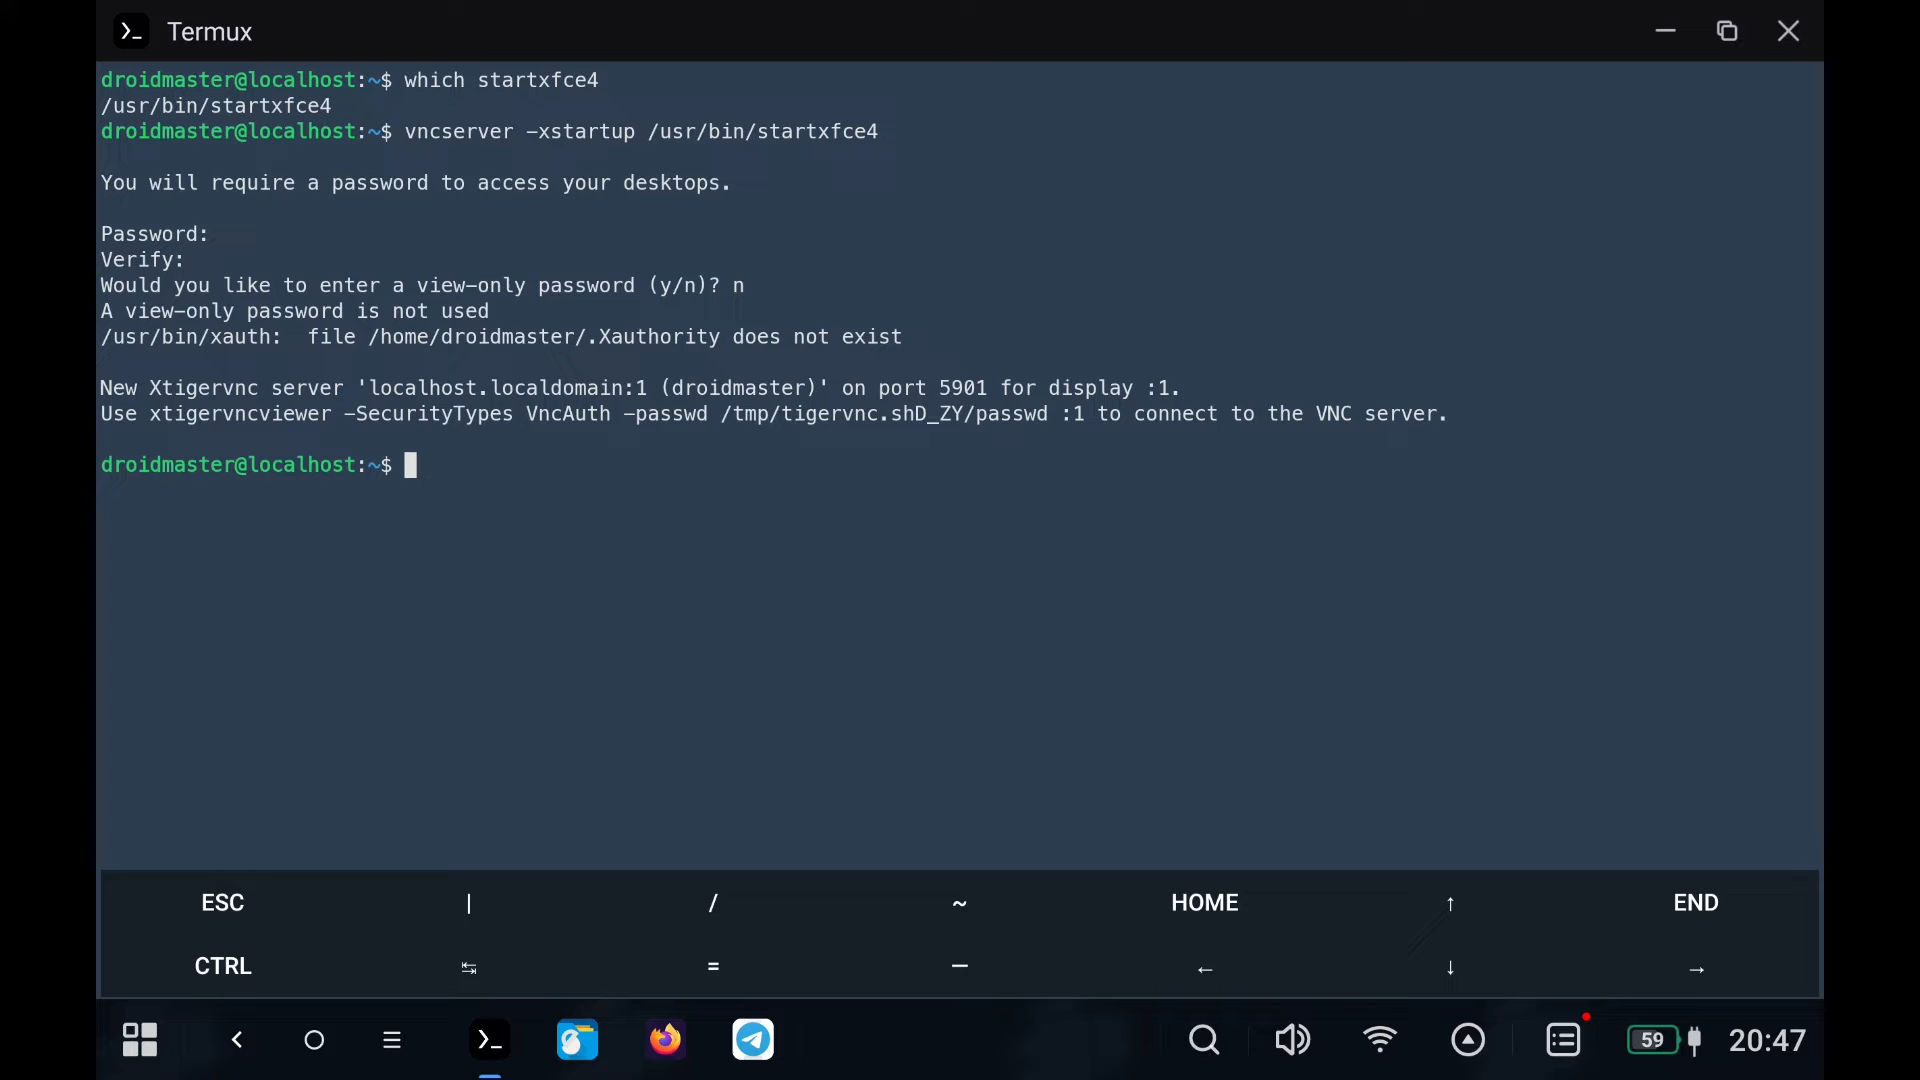 Termux
droidmaster@localhost:~$ which startxfce4
/usr/bin/startxfce4
droidmaster@localhost:~$ vncserver -xstartup /usr/bin/startxfce4
You will require a password to access your desktops.
Password:
Verify:
Would you like to enter a view-only password (y/n)? n
A view-only password is not used
/usr/bin/xauth:  file /home/droidmaster/.Xauthority does not exist
New Xtigervnc server 'localhost.localdomain:1 (droidmaster)' on port 5901 for display :1.
Use xtigervncviewer -SecurityTypes VncAuth -passwd /tmp/tigervnc.shD_ZY/passwd :1 to connect to the VNC server.
droidmaster@localhost:~$
ESC | / ~ HOME ↑ END
CTRL ↹ = — ← ↓ →
59 20:47